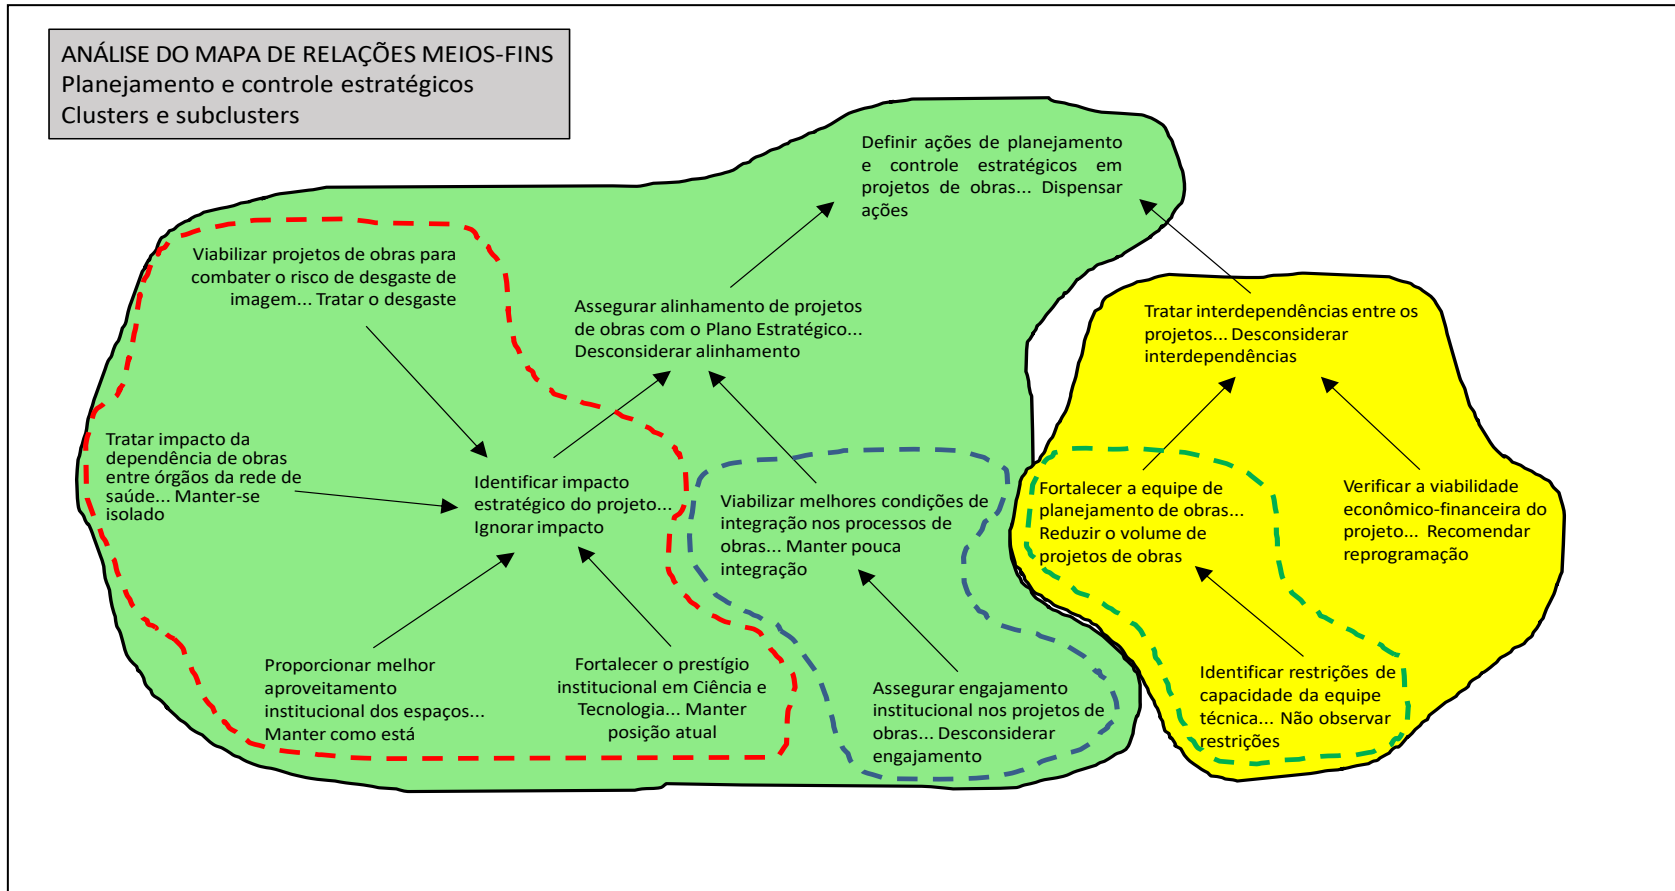 ANÁLISE DO MAPA DE RELAÇÕES MEIOS-FINS
Planejamento e controle estratégicos
Clusters e subclusters
Definir ações de planejamento
e controle estratégicos em
projetos de obras... Dispensar
ações
Viabilizar projetos de obras para
combater o risco de desgaste de
imagem... Tratar o desgaste
Assegurar alinhamento de projetos
de obras com o Plano Estratégico...
Desconsiderar alinhamento
Tratar interdependências entre os
projetos... Desconsiderar
interdependências
Tratar impacto da
dependência de obras
entre órgãos da rede de
saúde... Manter-se
isolado
Identificar impacto
estratégico do projeto...
Ignorar impacto
Viabilizar melhores condições de
integração nos processos de
obras... Manter pouca
integração
Fortalecer a equipe de
planejamento de obras...
Reduzir o volume de
projetos de obras
Verificar a viabilidade
econômico-financeira do
projeto... Recomendar
reprogramação
Proporcionar melhor
aproveitamento
institucional dos espaços...
Manter como está
Fortalecer o prestígio
institucional em Ciência e
Tecnologia... Manter
posição atual
Assegurar engajamento
institucional nos projetos de
obras... Desconsiderar
engajamento
Identificar restrições de
capacidade da equipe
técnica... Não observar
restrições